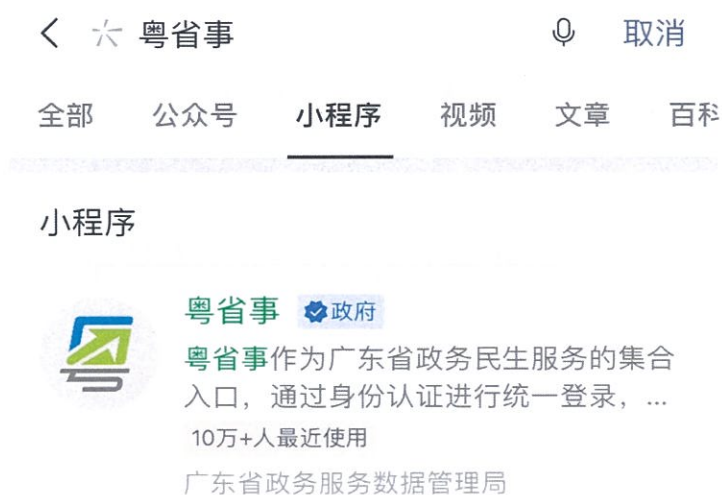 粤省事 取消
全部 公众号 小程序 视频 文章 百科
小程序
粤省事 政府
粤省事作为广东省政务民生服务的集合
入口，通过身份认证进行统一登录，...
10万+人最近使用
广东省政务服务数据管理局